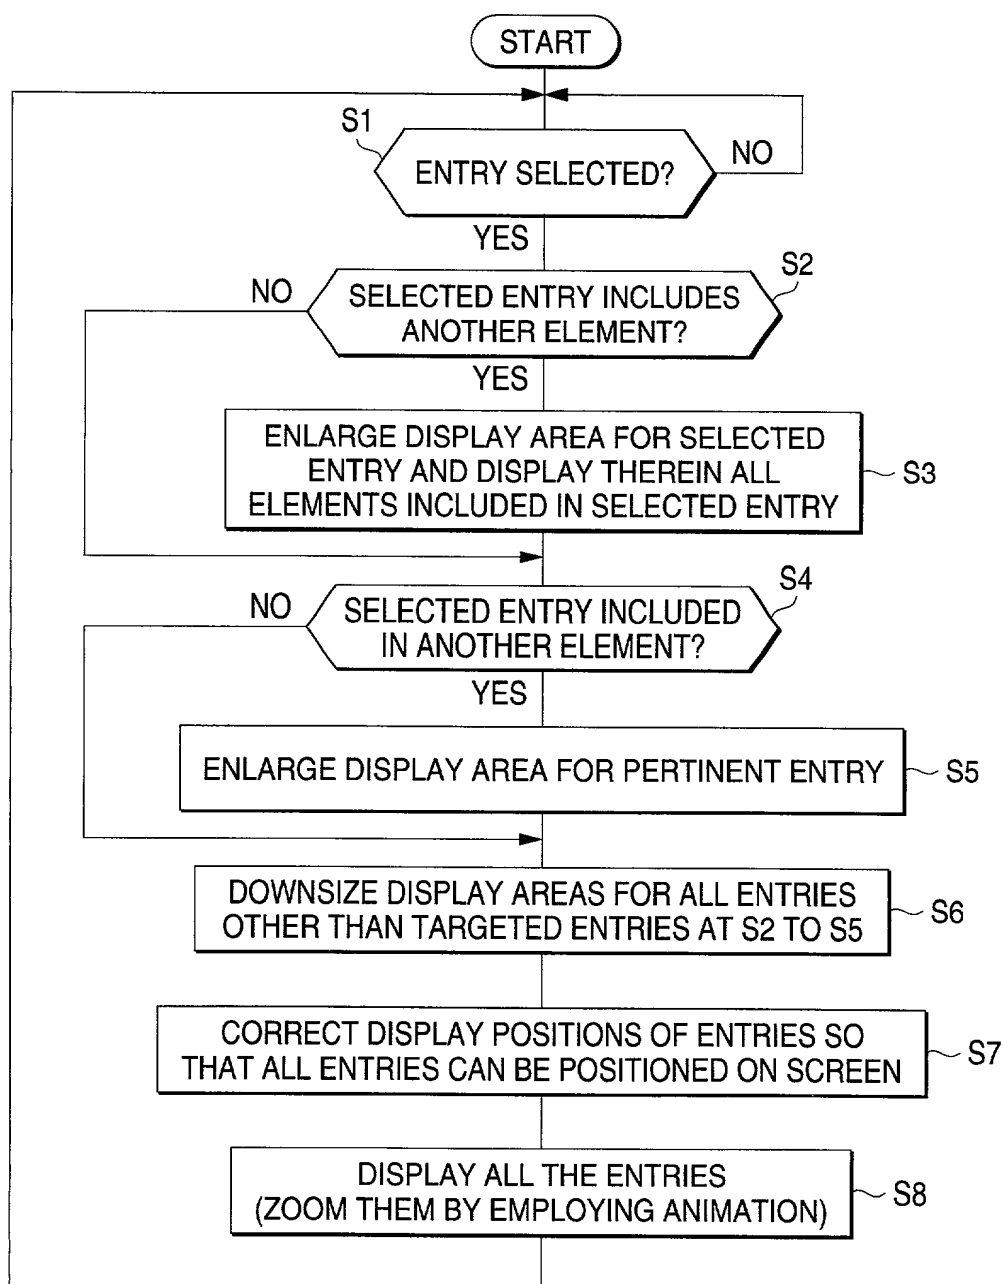 START
S1
ENTRY SELECTED?
NO
YES
S2
NO
SELECTED ENTRY INCLUDES
ANOTHER ELEMENT?
YES
ENLARGE DISPLAY AREA FOR SELECTED
ENTRY AND DISPLAY THEREIN ALL
ELEMENTS INCLUDED IN SELECTED ENTRY
S3
S4
NO
SELECTED ENTRY INCLUDED
IN ANOTHER ELEMENT?
YES
ENLARGE DISPLAY AREA FOR PERTINENT ENTRY
S5
DOWNSIZE DISPLAY AREAS FOR ALL ENTRIES
OTHER THAN TARGETED ENTRIES AT S2 TO S5
S6
CORRECT DISPLAY POSITIONS OF ENTRIES SO
THAT ALL ENTRIES CAN BE POSITIONED ON SCREEN
S7
DISPLAY ALL THE ENTRIES
(ZOOM THEM BY EMPLOYING ANIMATION)
S8